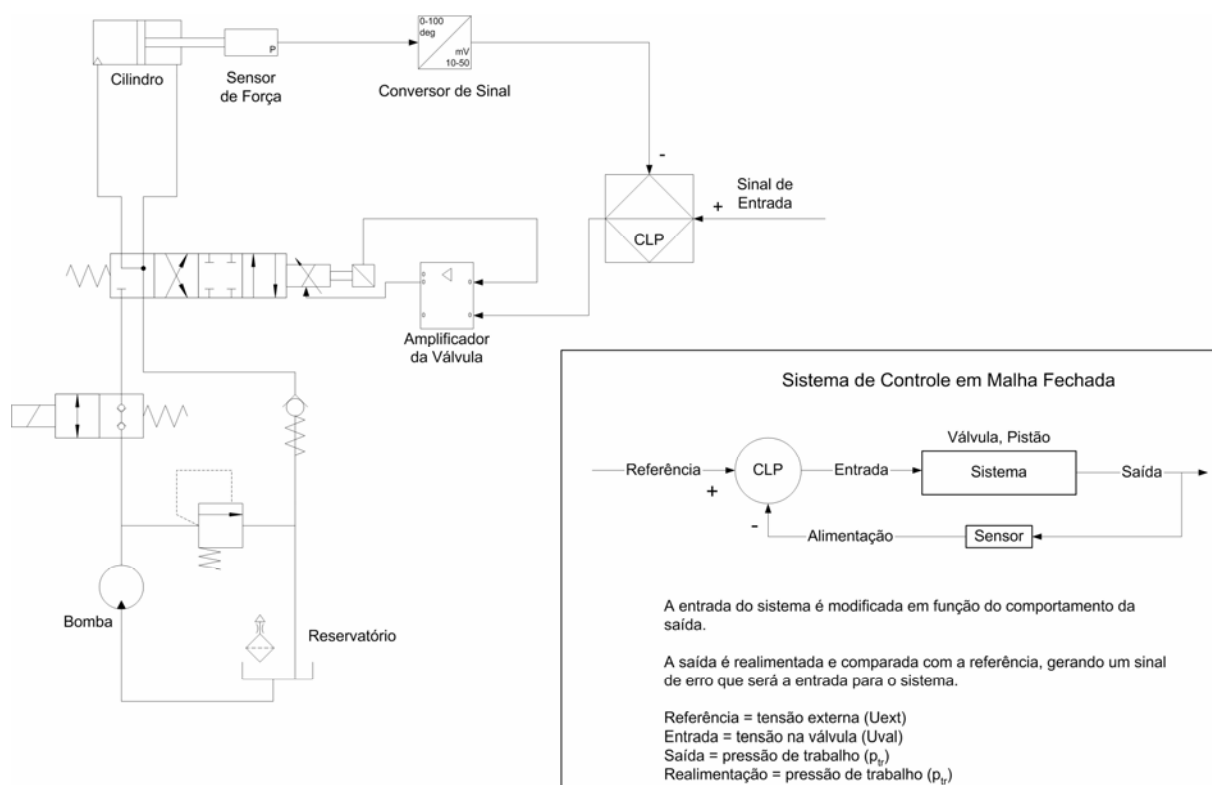 0-100
deg
mV
10-50
P
Cilindro
Sensor
de Força
Conversor de Sinal
-
Sinal de
Entrada
+
CLP
Amplificador
da Válvula
Bomba
Reservatório
Sistema de Controle em Malha Fechada
Válvula, Pistão
Referência
+
CLP
Entrada
Sistema
Saída
-
Alimentação
Sensor
A entrada do sistema é modificada em função do comportamento da
saída.
A saída é realimentada e comparada com a referência, gerando um sinal
de erro que será a entrada para o sistema.
Referência = tensão externa (Uext)
Entrada = tensão na válvula (Uval)
Saída = pressão de trabalho (ptr)
Realimentação = pressão de trabalho (ptr)